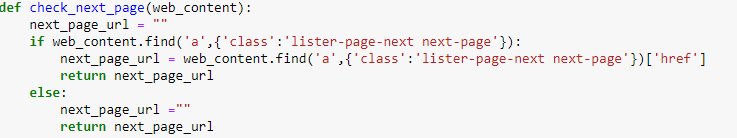 def check_next_page(web_content):
    next_page_url = ""
    if web_content.find('a',{'class':'lister-page-next next-page'}):
        next_page_url = web_content.find('a',{'class':'lister-page-next next-page'})['href']
        return next_page_url
    else:
        next_page_url =""
        return next_page_url